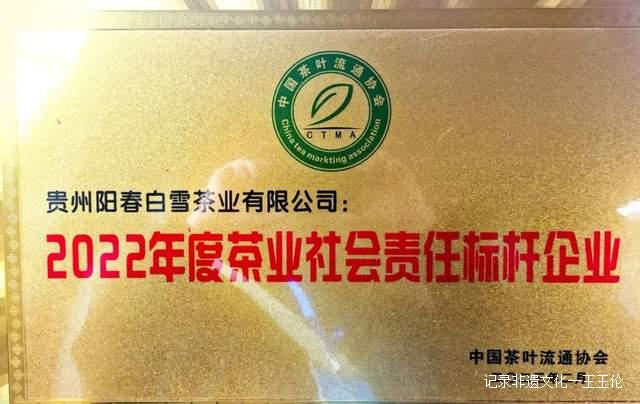 中国茶叶流通协会
CTMA
China tea markting association
贵州阳春白雪茶业有限公司:
2022年度茶业社会责任标杆企业
中国茶叶流通协会
二月
记录非遗文化--王玉伦